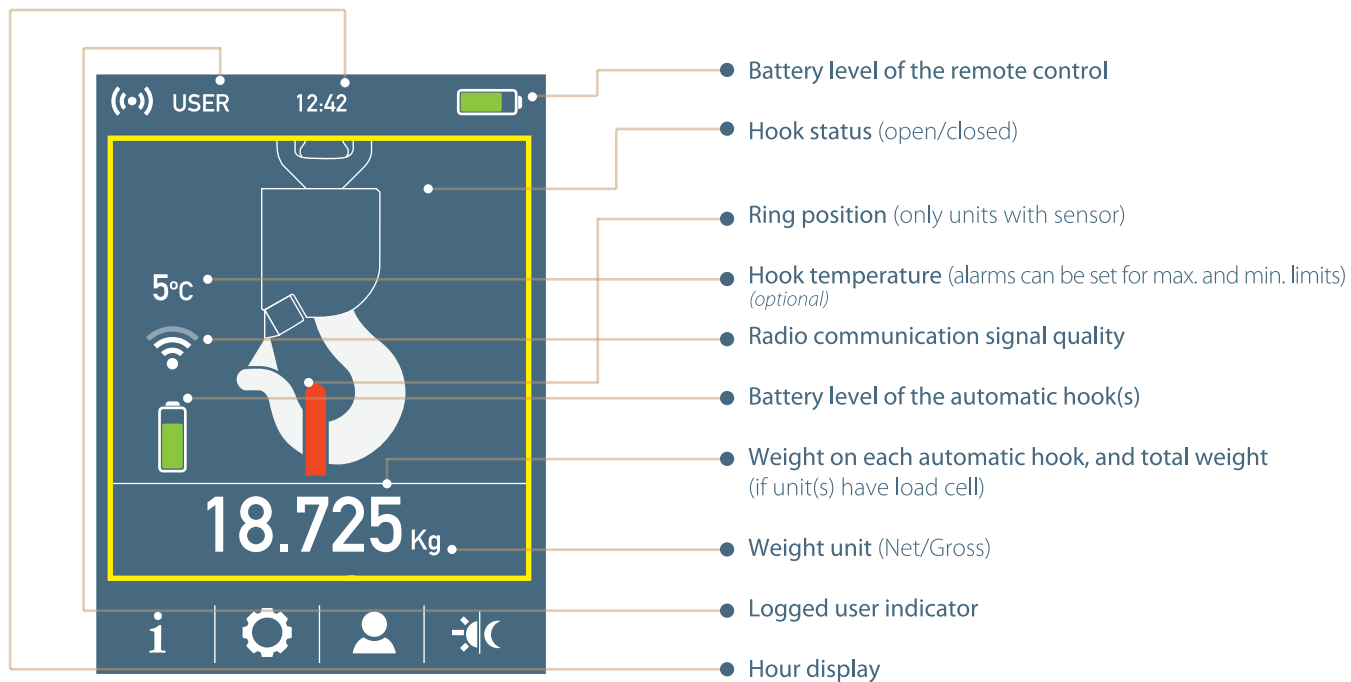 USER
12:42
5ºC
18.725 Kg
Battery level of the remote control
Hook status (open/closed)
Ring position (only units with sensor)
Hook temperature (alarms can be set for max. and min. limits)
(optional)
Radio communication signal quality
Battery level of the automatic hook(s)
Weight on each automatic hook, and total weight
(if unit(s) have load cell)
Weight unit (Net/Gross)
Logged user indicator
Hour display